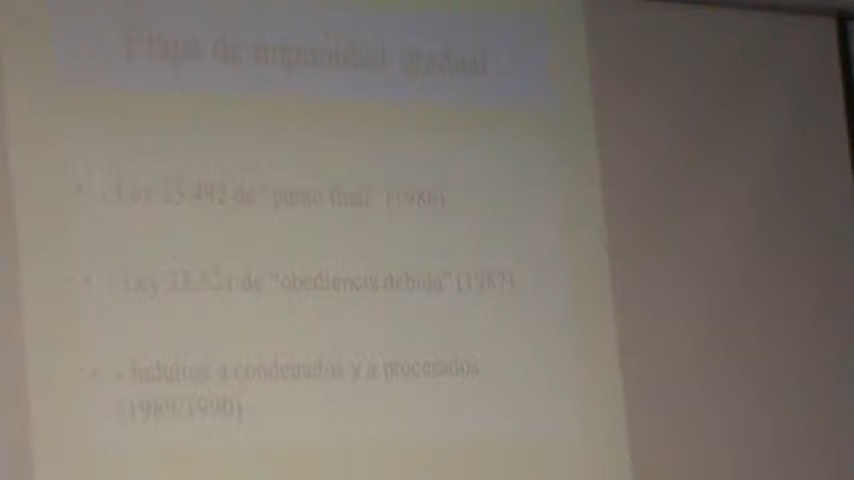 Etapa de impunidad gradual
• - Ley 23.492 de "punto final" (1986)
• - Ley 23.521 de "obediencia debida" (1987)
• - Indultos a condenados y a procesados
(1989/1990)